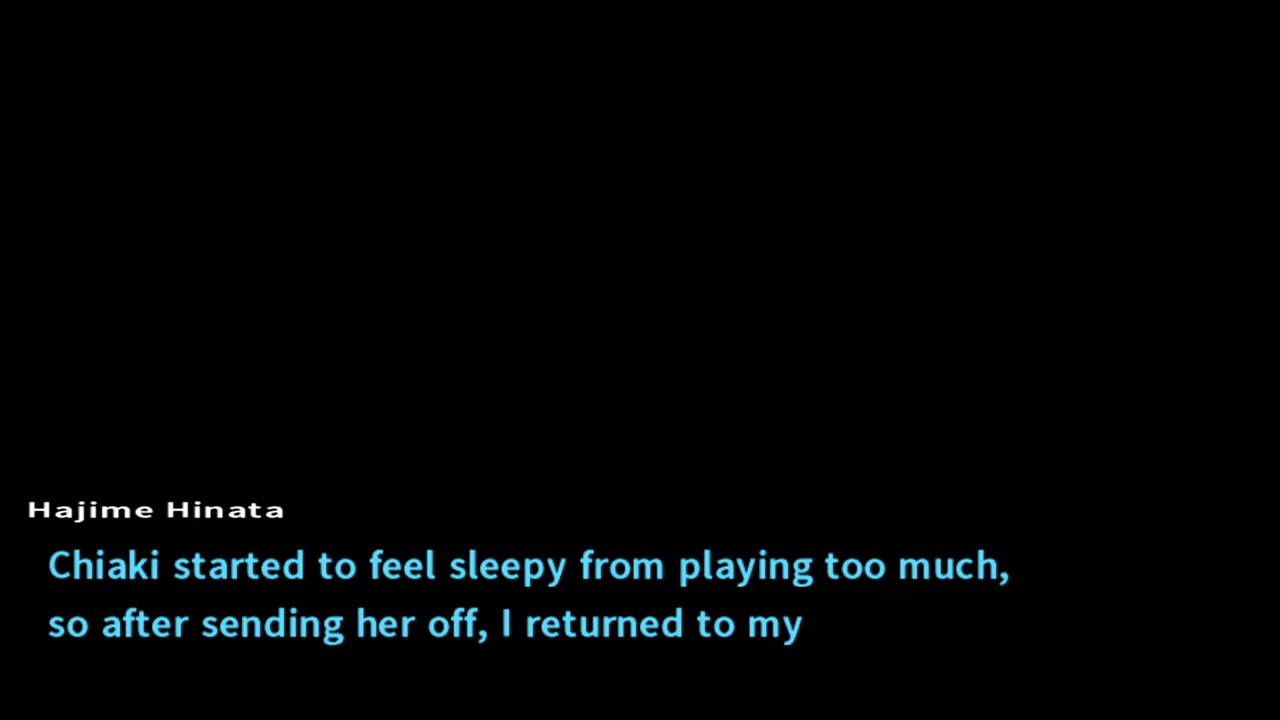 Hajime Hinata
Chiaki started to feel sleepy from playing too much,
so after sending her off, I returned to my